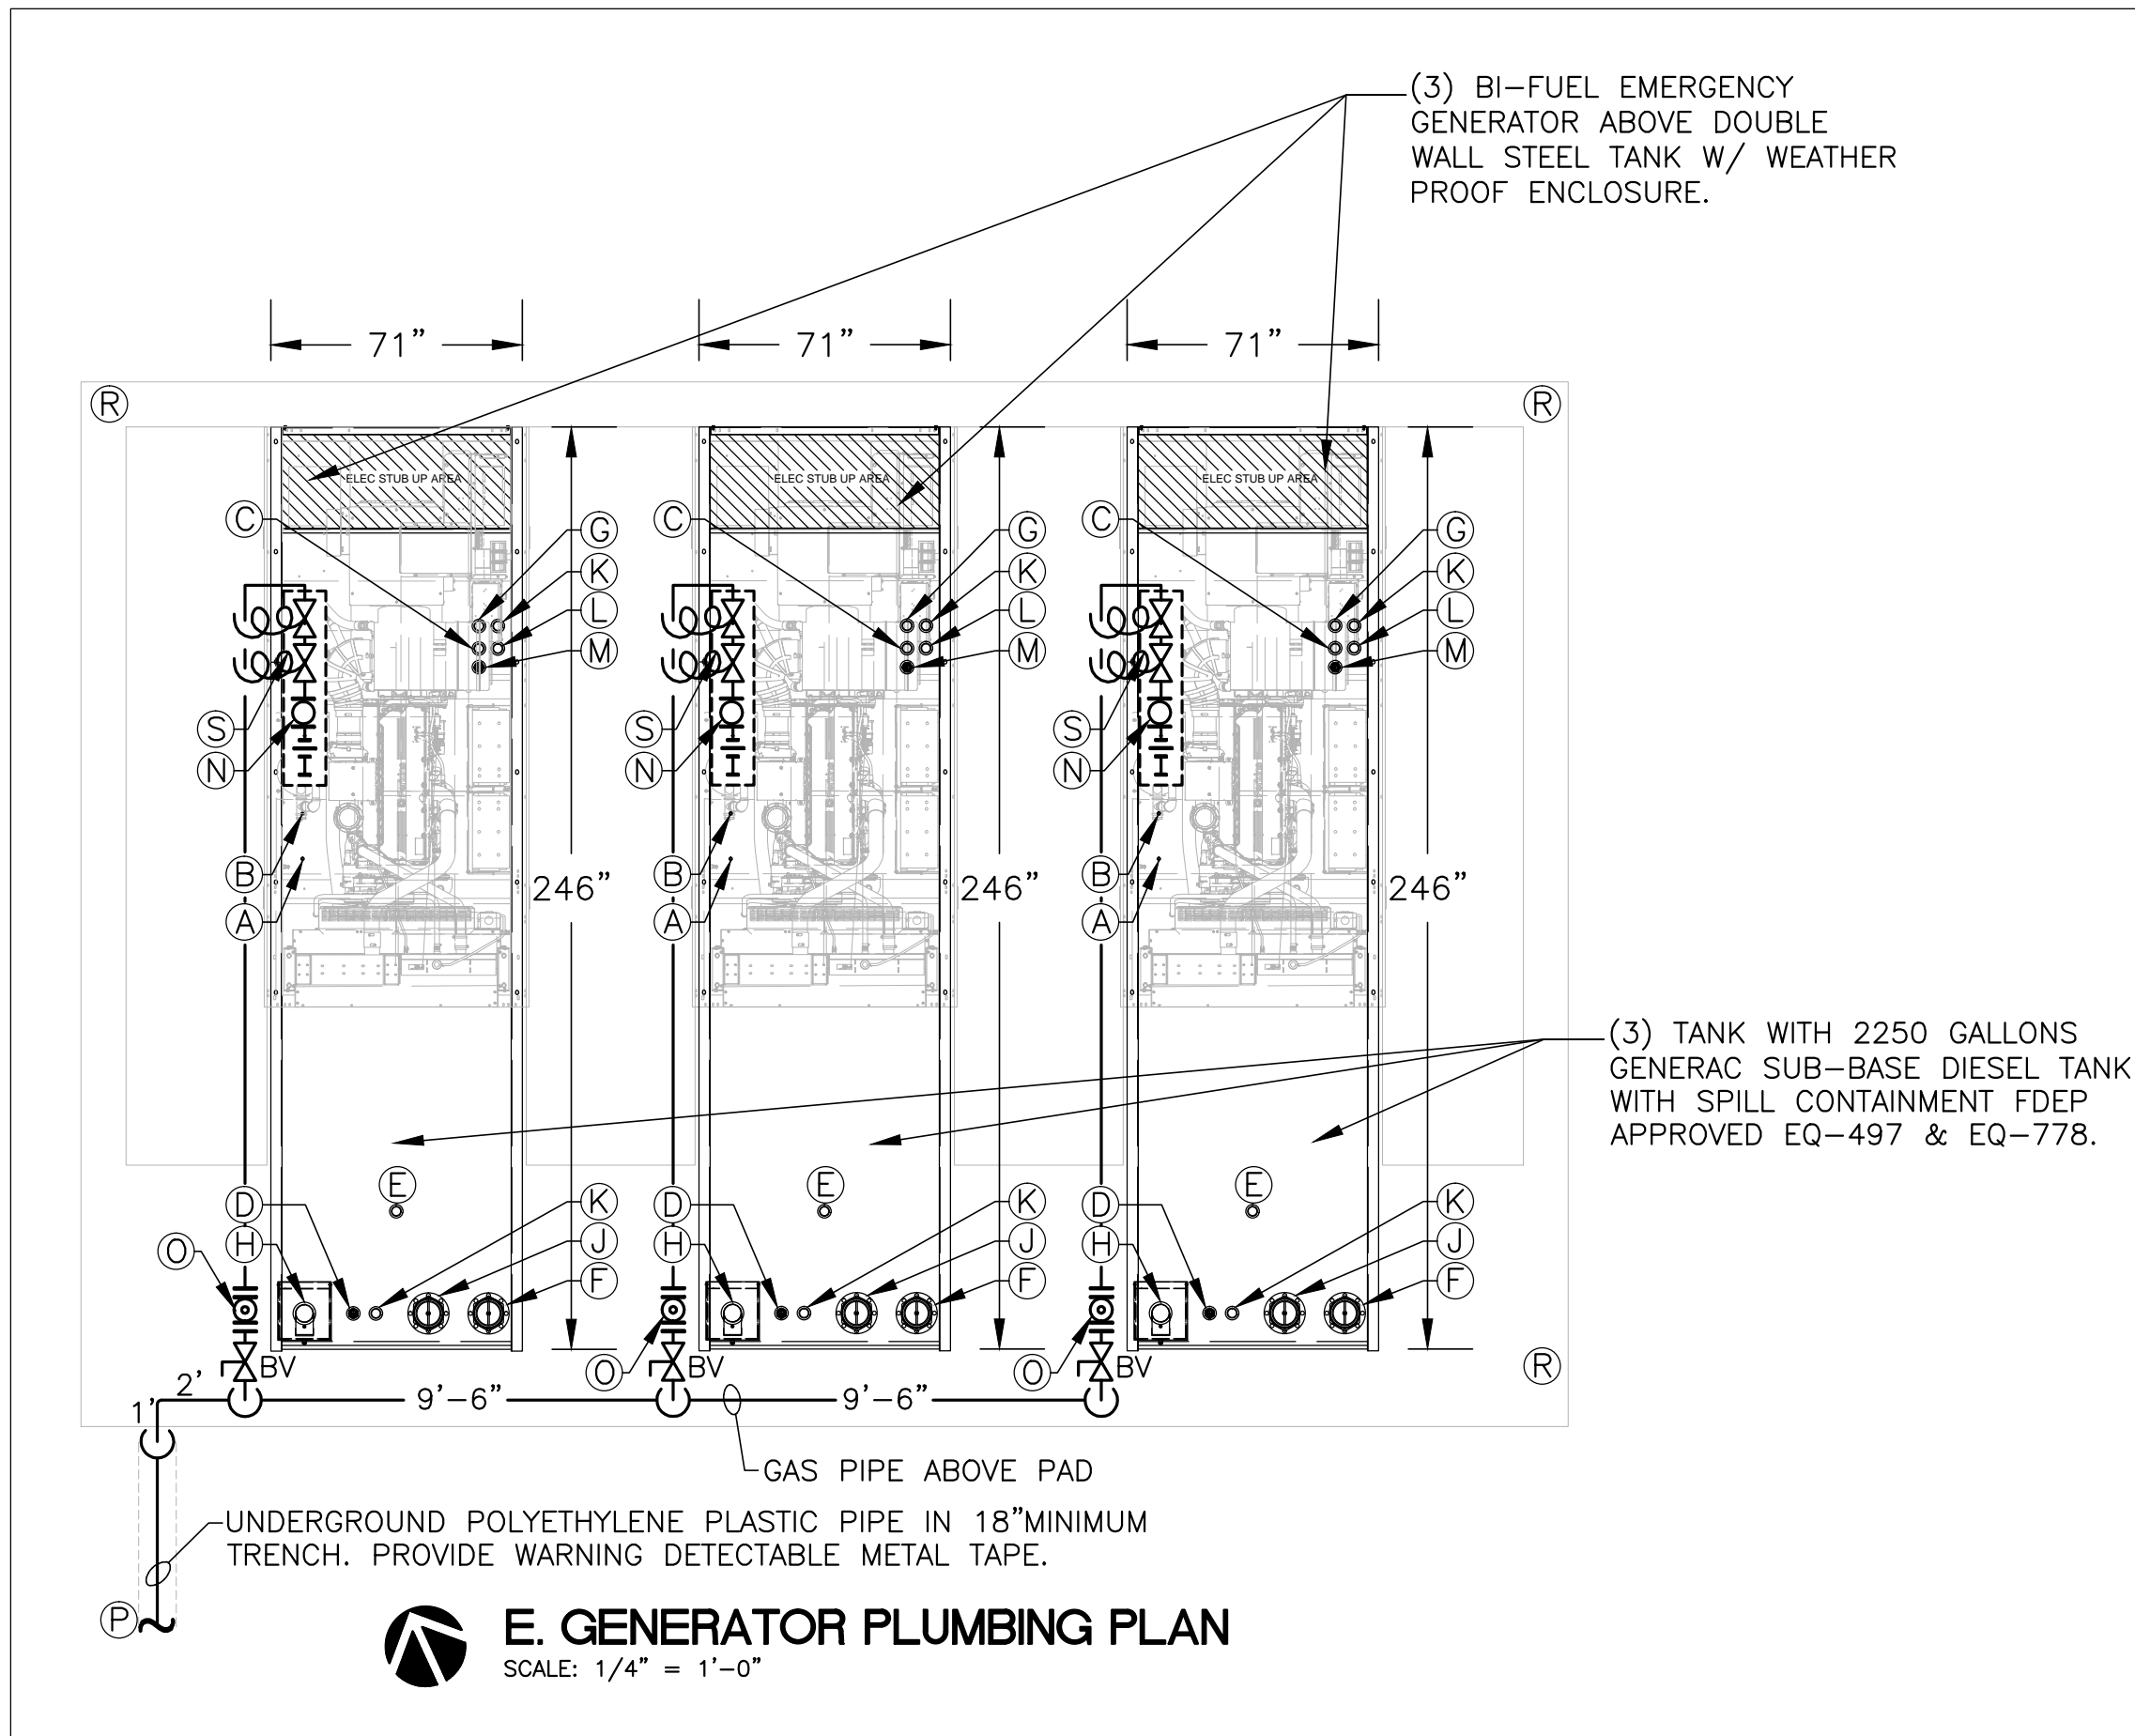 (3) BI-FUEL EMERGENCY
GENERATOR ABOVE DOUBLE
WALL STEEL TANK W/ WEATHER
PROOF ENCLOSURE.
71" 71" 71"
R R
ELEC STUB UP AREA ELEC STUB UP AREA ELEC STUB UP AREA
C G C G C G
K K K
L L L
M M M
S S S
N N N
B B B
246" 246" 246"
A A A
(3) TANK WITH 2250 GALLONS
GENERAC SUB-BASE DIESEL TANK
WITH SPILL CONTAINMENT FDEP
APPROVED EQ-497 & EQ-778.
E E E
D K D K D K
O H J H J H J
F F F
BV O BV O BV R
1' 2' 9'-6" 9'-6"
GAS PIPE ABOVE PAD
UNDERGROUND POLYETHYLENE PLASTIC PIPE IN 18"MINIMUM
TRENCH. PROVIDE WARNING DETECTABLE METAL TAPE.
P
E. GENERATOR PLUMBING PLAN
SCALE: 1/4" = 1'-0"